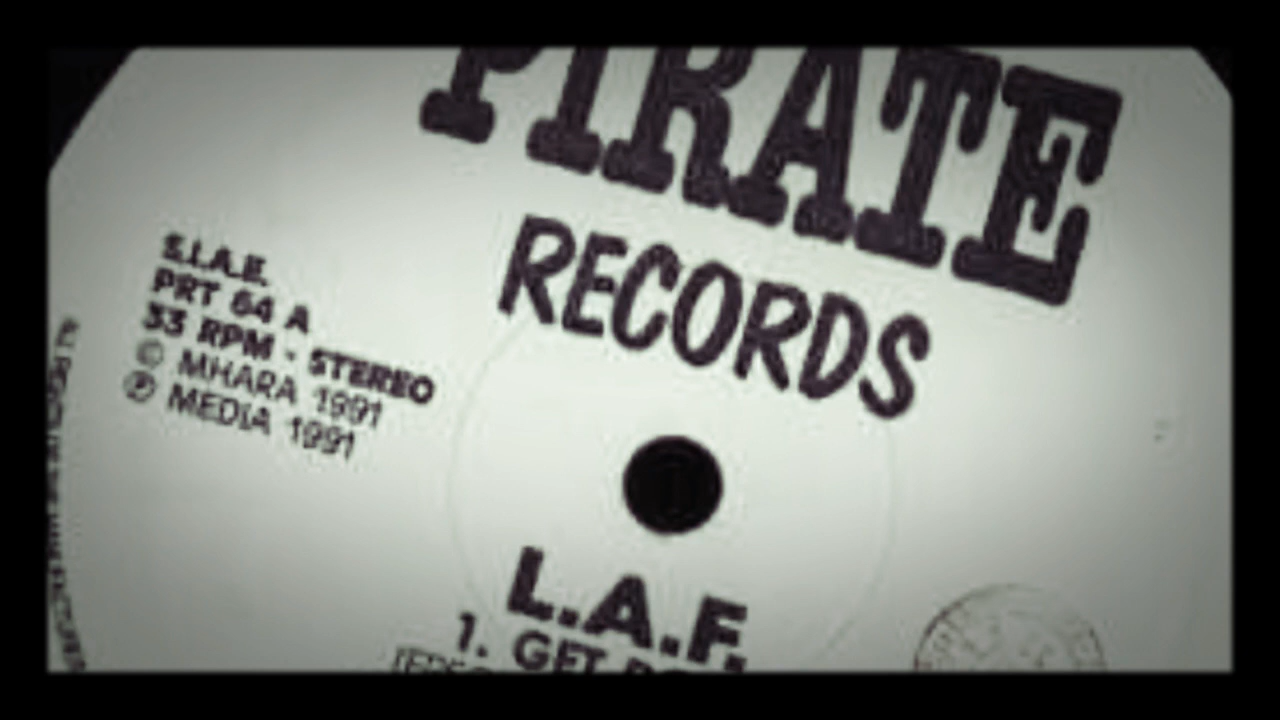 PIRATE
RECORDS
S.I.A.E.
PRT 64 A
33 RPM - STEREO
© MHARA 1991
℗ MEDIA 1991
L.A.F.
1. GET